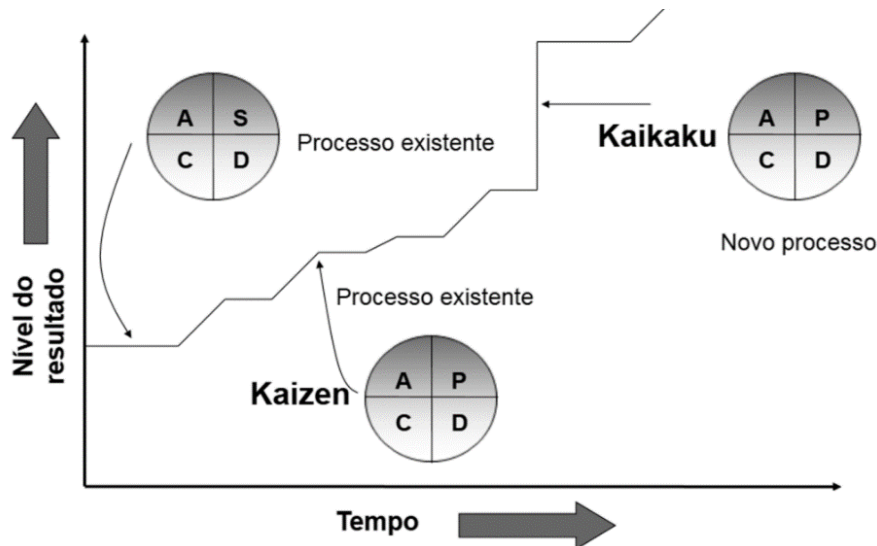 A S
C D
Processo existente
Kaikaku
A P
C D
Novo processo
Nível do
resultado
Processo existente
Kaizen
A P
C D
Tempo